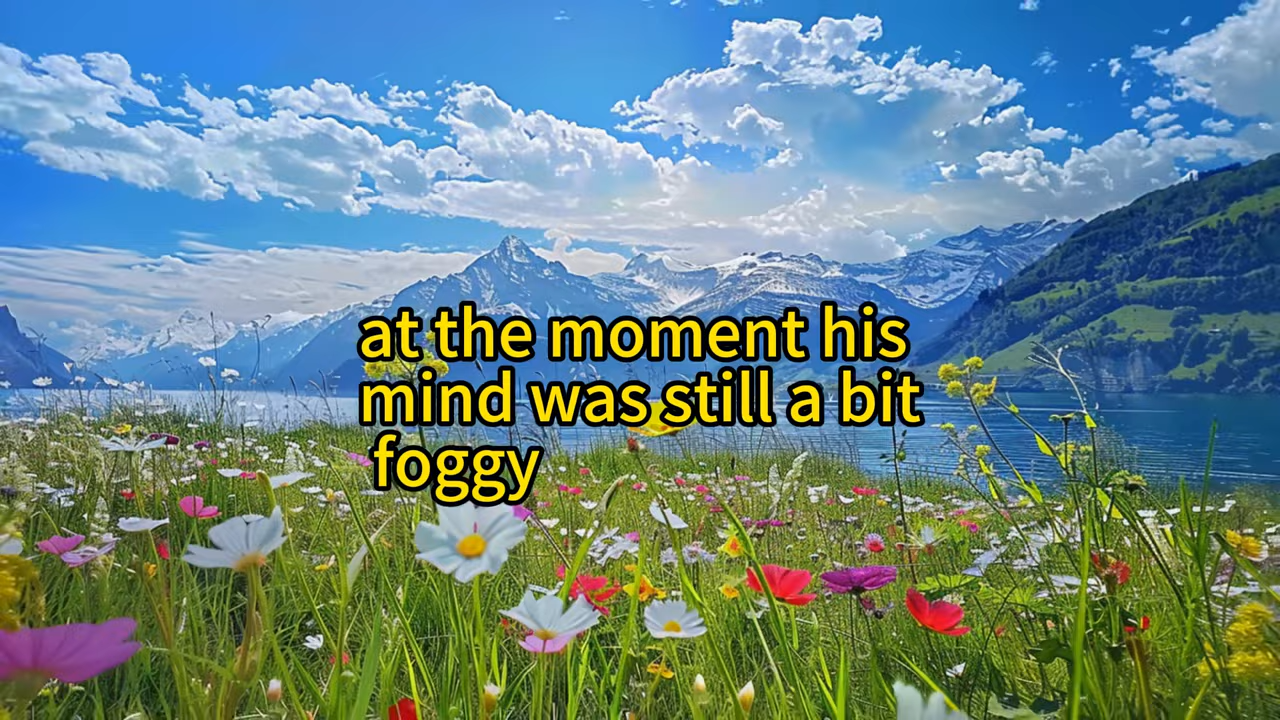 at the moment his
mind was still a bit
foggy